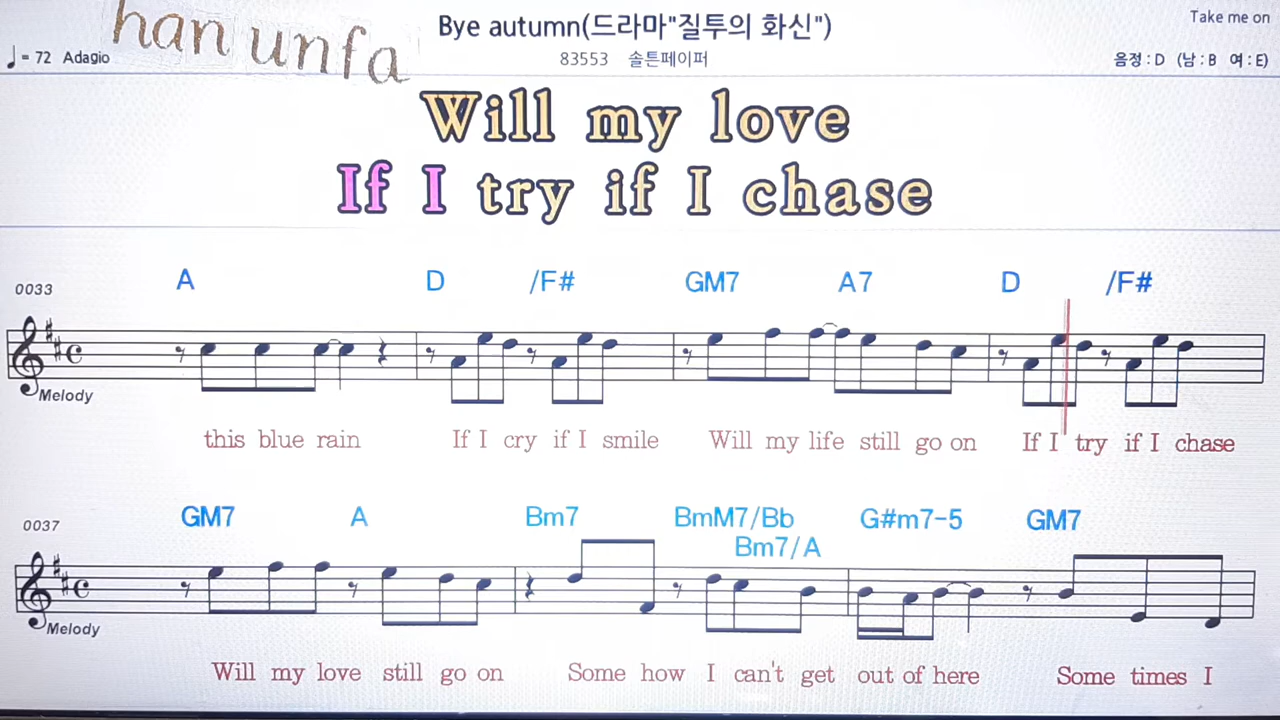 han unfa
Bye autumn(드라마"질투의 화신")
Take me on
♩ = 72 Adagio
83553 솔튼페이퍼
음정 : D (남 : B 여 : E)
Will my love
If I try if I chase
0033 A D /F# GM7 A7 D /F#
Melody
this blue rain If I cry if I smile Will my life still go on If I try if I chase
0037 GM7 A Bm7 BmM7/Bb G#m7-5 GM7
Bm7/A
Melody
Will my love still go on Some how I can't get out of here Some times I